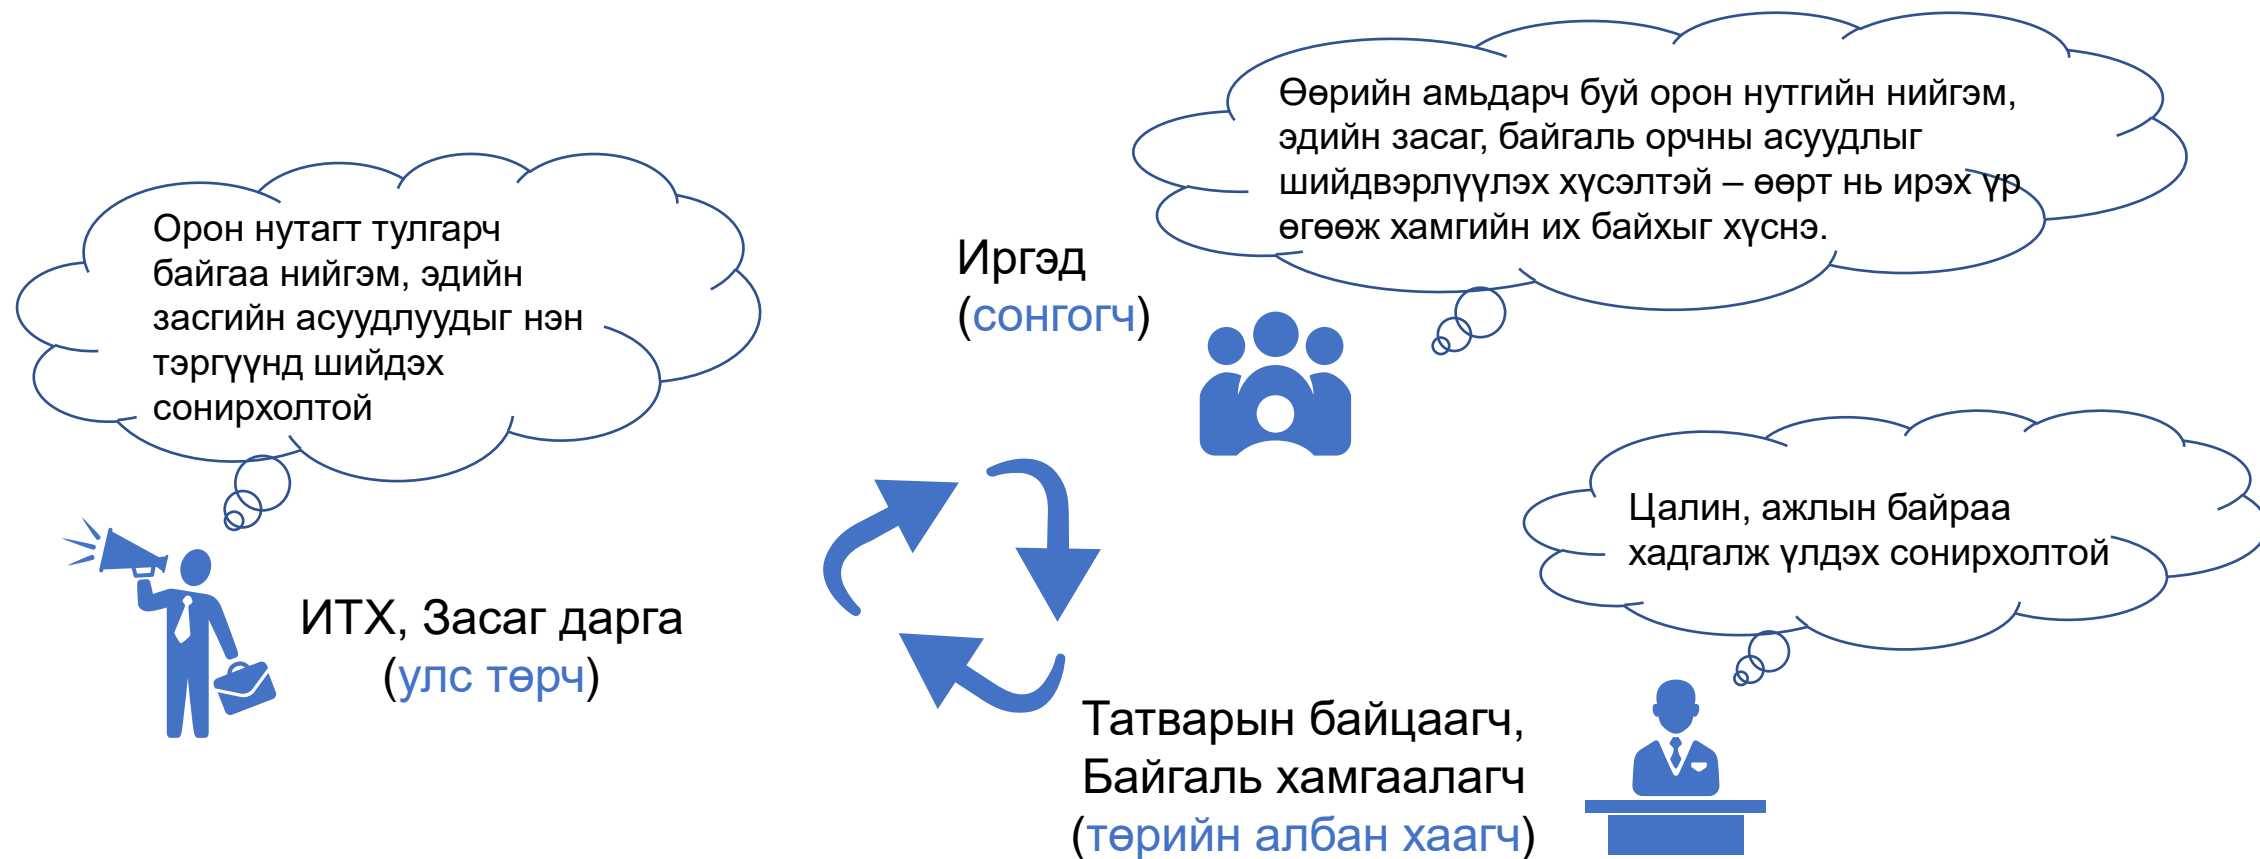 Өөрийн амьдарч буй орон нутгийн нийгэм,
эдийн засаг, байгаль орчны асуудлыг
шийдвэрлүүлэх хүсэлтэй – өөрт нь ирэх үр
өгөөж хамгийн их байхыг хүснэ.
Орон нутагт тулгарч
байгаа нийгэм, эдийн
засгийн асуудлуудыг нэн
тэргүүнд шийдэх
сонирхолтой
Иргэд
(сонгогч)
Цалин, ажлын байраа
хадгалж үлдэх сонирхолтой
ИТХ, Засаг дарга
(улс төрч)
Татварын байцаагч,
Байгаль хамгаалагч
(төрийн албан хаагч)